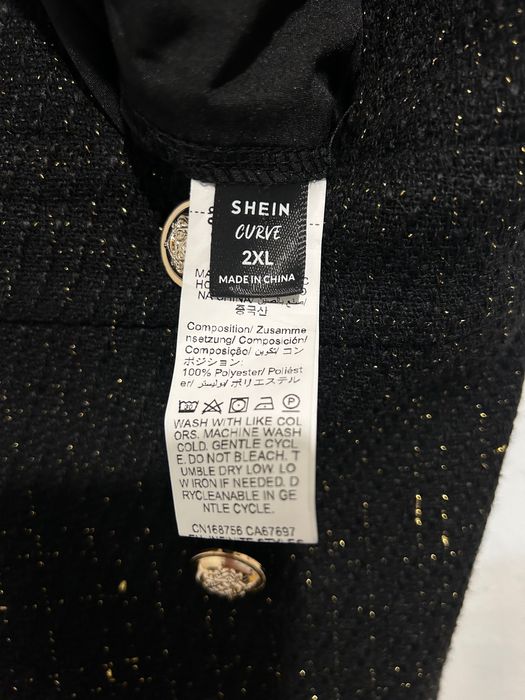 SHEIN
CURVE
2XL
MADE IN CHINA
NA CHINA/
중국산
Composition/ Zusamme
nsetzung/ Composición/
Composição/ تكوين/ コン
ポジション:
100% Polyester/ Poliést
er/ بوليستر/ ポリエステル
WASH WITH LIKE COL
ORS. MACHINE WASH
COLD. GENTLE CYCL
E. DO NOT BLEACH. T
UMBLE DRY LOW. LO
W IRON IF NEEDED. D
RYCLEANABLE IN GE
NTLE CYCLE.
CN168756 CA67697